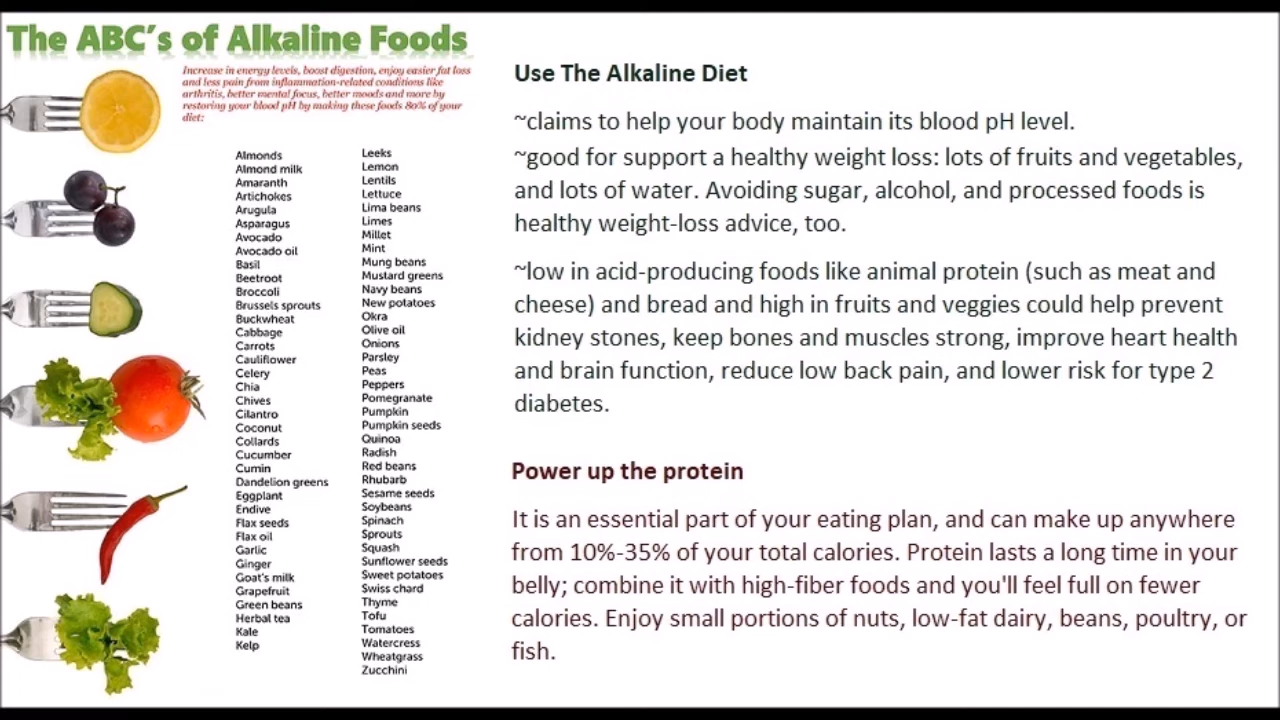 The ABC's of Alkaline Foods
Increase in energy levels, boost digestion, enjoy easier fat loss
and less pain from inflammation-related conditions like
arthritis, better mental focus, better moods and more by
restoring your blood pH by making these foods 80% of your
diet:
Almonds
Almond milk
Amaranth
Artichokes
Arugula
Asparagus
Avocado
Avocado oil
Basil
Beetroot
Broccoli
Brussels sprouts
Buckwheat
Cabbage
Carrots
Cauliflower
Celery
Chia
Chives
Cilantro
Coconut
Collards
Cucumber
Cumin
Dandelion greens
Eggplant
Endive
Flax seeds
Flax oil
Garlic
Ginger
Goat's milk
Grapefruit
Green beans
Herbal tea
Kale
Kelp
Leeks
Lemon
Lentils
Lettuce
Lima beans
Limes
Millet
Mint
Mung beans
Mustard greens
Navy beans
New potatoes
Okra
Olive oil
Onions
Parsley
Peas
Peppers
Pomegranate
Pumpkin
Pumpkin seeds
Quinoa
Radish
Red beans
Rhubarb
Sesame seeds
Soybeans
Spinach
Sprouts
Squash
Sunflower seeds
Sweet potatoes
Swiss chard
Thyme
Tofu
Tomatoes
Watercress
Wheatgrass
Zucchini
Use The Alkaline Diet
~claims to help your body maintain its blood pH level.
~good for support a healthy weight loss: lots of fruits and vegetables,
and lots of water. Avoiding sugar, alcohol, and processed foods is
healthy weight-loss advice, too.
~low in acid-producing foods like animal protein (such as meat and
cheese) and bread and high in fruits and veggies could help prevent
kidney stones, keep bones and muscles strong, improve heart health
and brain function, reduce low back pain, and lower risk for type 2
diabetes.
Power up the protein
It is an essential part of your eating plan, and can make up anywhere
from 10%-35% of your total calories. Protein lasts a long time in your
belly; combine it with high-fiber foods and you'll feel full on fewer
calories. Enjoy small portions of nuts, low-fat dairy, beans, poultry, or
fish.